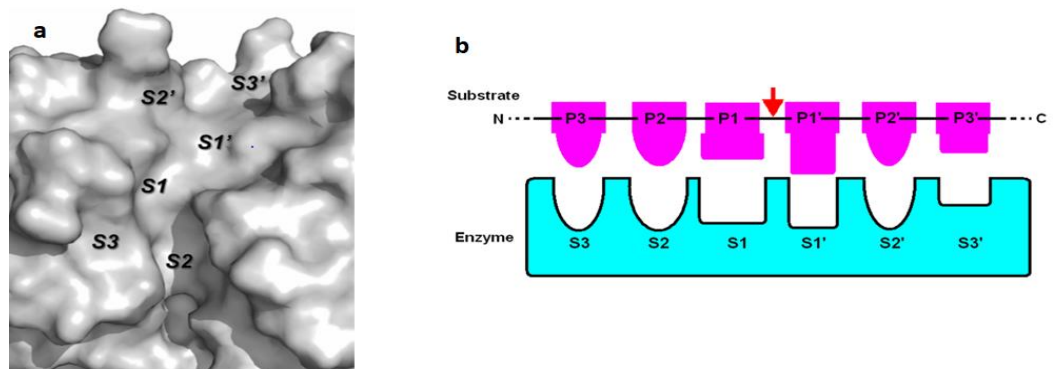 a
S2'
S3'
S1'
S1
S3
S2
b
Substrate
N P3 P2 P1 P1' P2' P3' C
Enzyme
S3 S2 S1 S1' S2' S3'